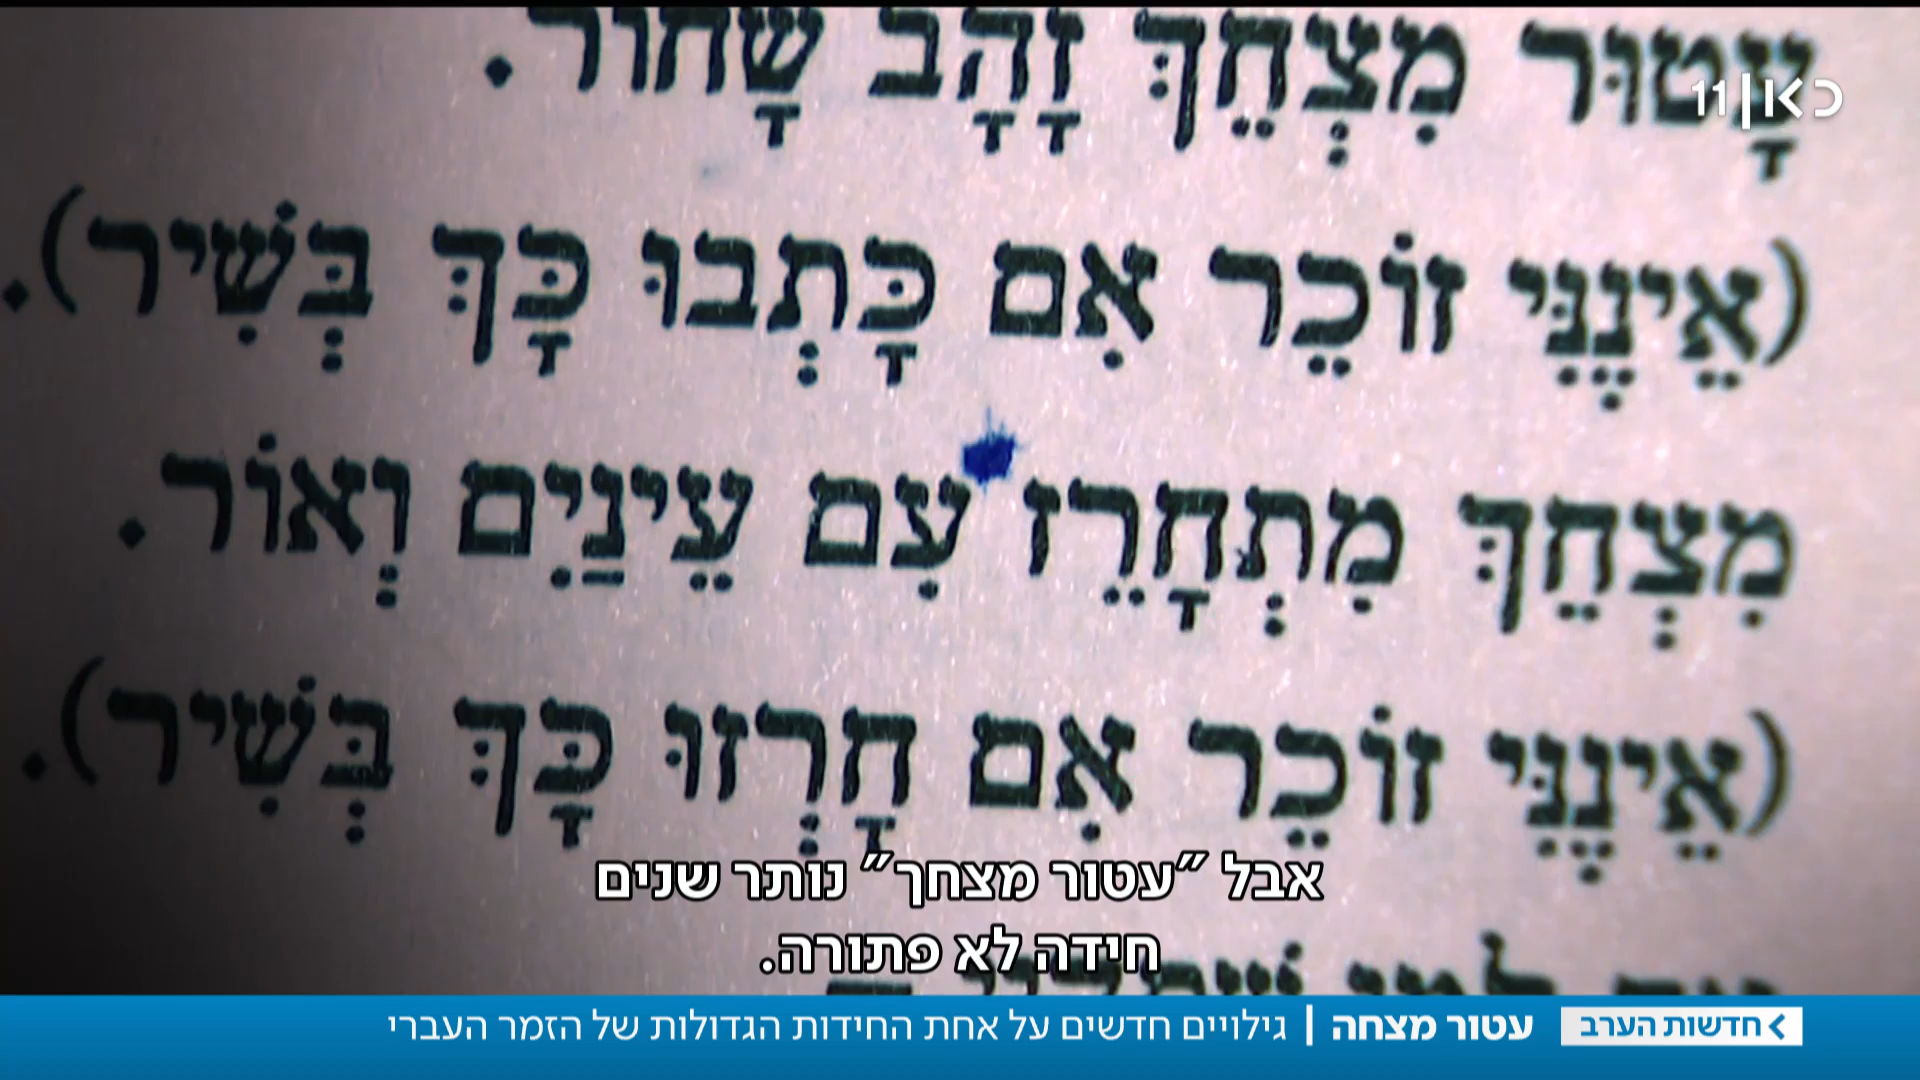 עָטוּר מִצְחֵךְ זָהָב שָׁחוֹר.
כאן 11
(אֵינֶנִּי זוֹכֵר אִם כָּתְבוּ כָּךְ בְּשִׁיר).
מִצְחֵךְ מִתְחָרֵז עִם עֵינַיִם וְאוֹר.
(אֵינֶנִּי זוֹכֵר אִם חָרְזוּ כָּךְ בְּשִׁיר).
אבל "עטור מצחך" נותר שנים
חידה לא פתורה.
חדשות הערב עטור מצחה | גילויים חדשים על אחת החידות הגדולות של הזמר העברי